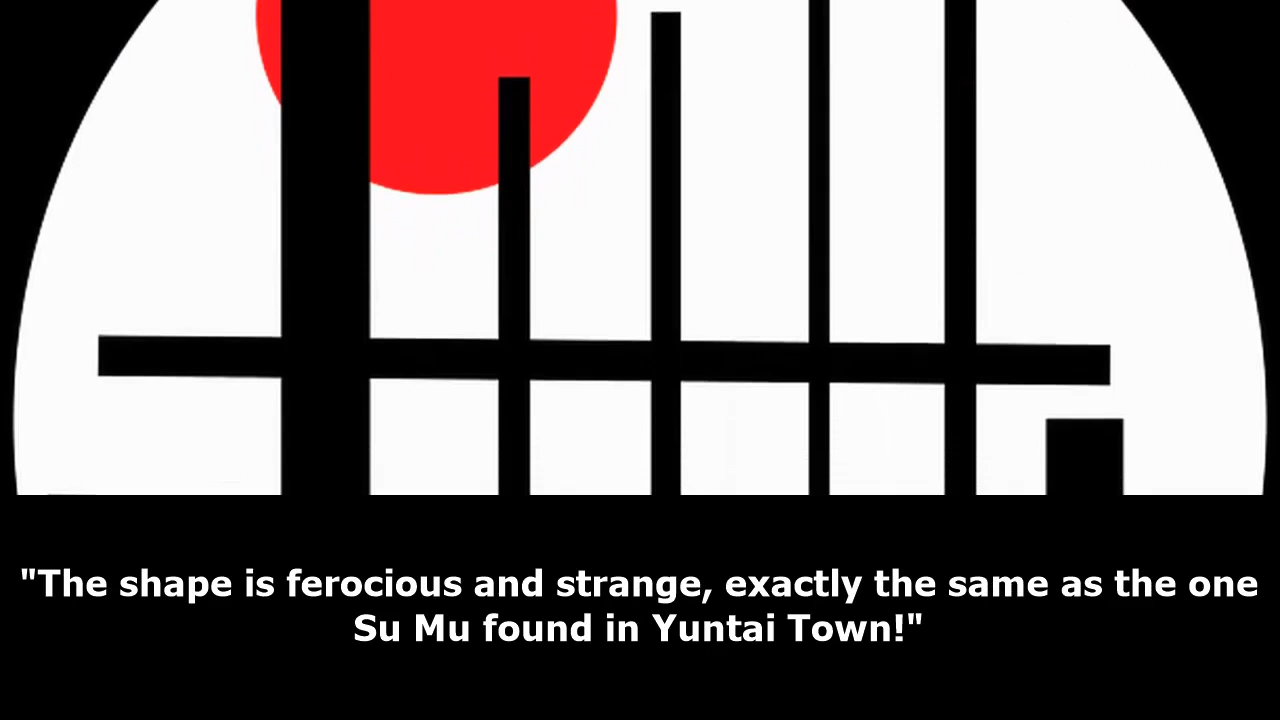 "The shape is ferocious and strange, exactly the same as the one
Su Mu found in Yuntai Town!"